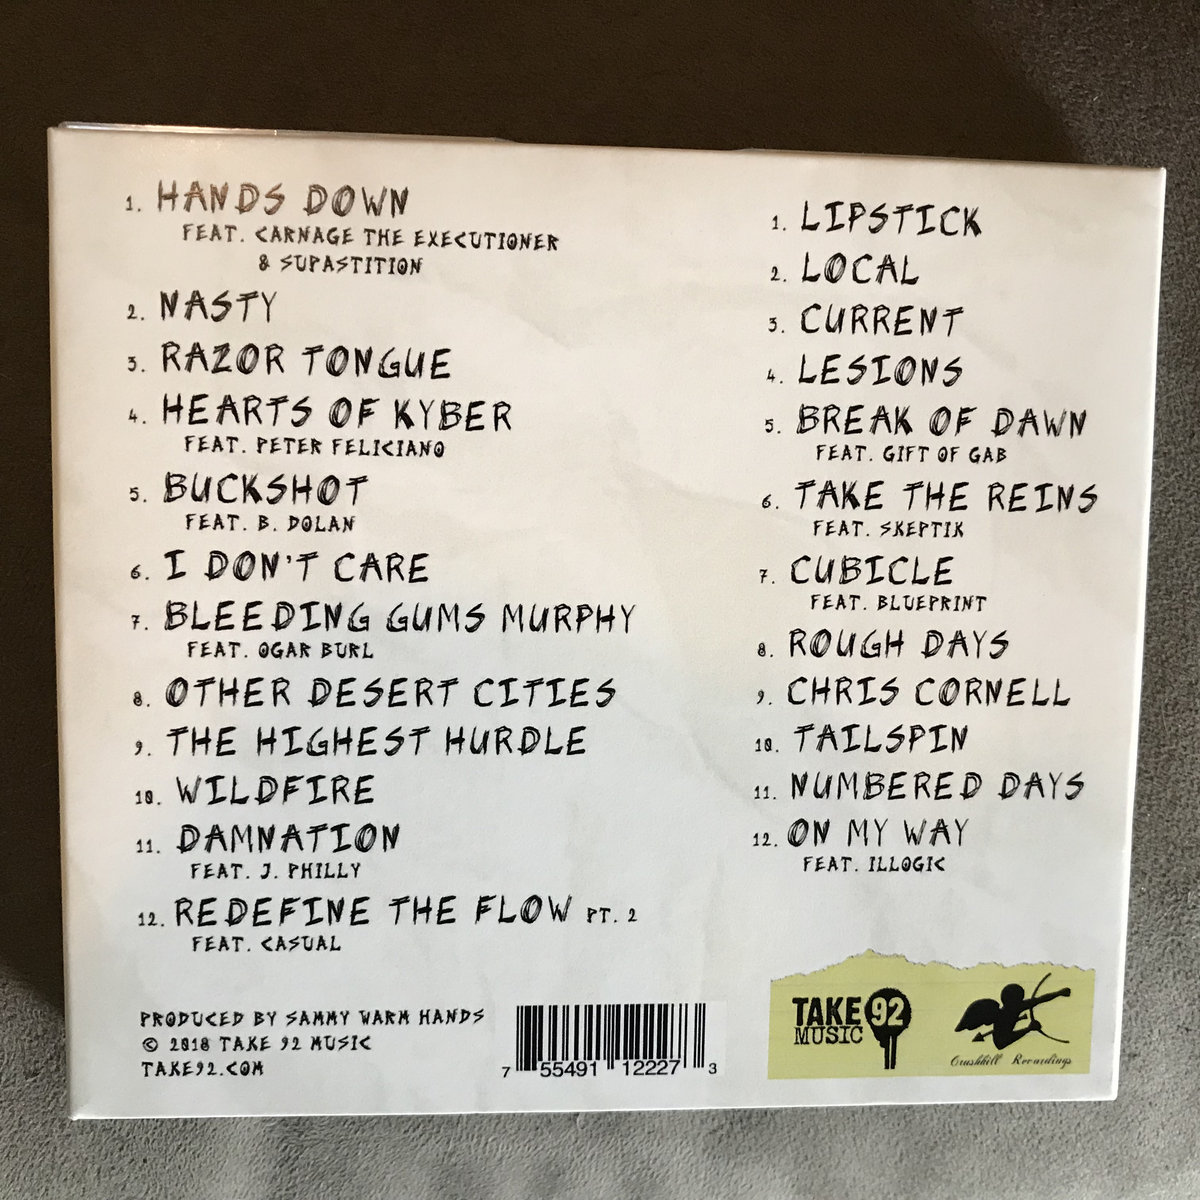 1. HANDS DOWN
FEAT. CARNAGE THE EXECUTIONER
& SUPASTITION
2. NASTY
3. RAZOR TONGUE
4. HEARTS OF KYBER
FEAT. PETER FELICIANO
5. BUCKSHOT
FEAT. B. DOLAN
6. I DON'T CARE
7. BLEEDING GUMS MURPHY
FEAT. OGAR BURL
8. OTHER DESERT CITIES
9. THE HIGHEST HURDLE
10. WILDFIRE
11. DAMNATION
FEAT. J. PHILLY
12. REDEFINE THE FLOW PT. 2
FEAT. CASUAL
1. LIPSTICK
2. LOCAL
3. CURRENT
4. LESIONS
5. BREAK OF DAWN
FEAT. GIFT OF GAB
6. TAKE THE REINS
FEAT. SKEPTIK
7. CUBICLE
FEAT. BLUEPRINT
8. ROUGH DAYS
9. CHRIS CORNELL
10. TAILSPIN
11. NUMBERED DAYS
12. ON MY WAY
FEAT. ILLOGIC
PRODUCED BY SAMMY WARM HANDS
© 2018 TAKE 92 MUSIC
TAKE92.COM
7 55491 12227 3
TAKE 92
MUSIC
Crushkill Recordings